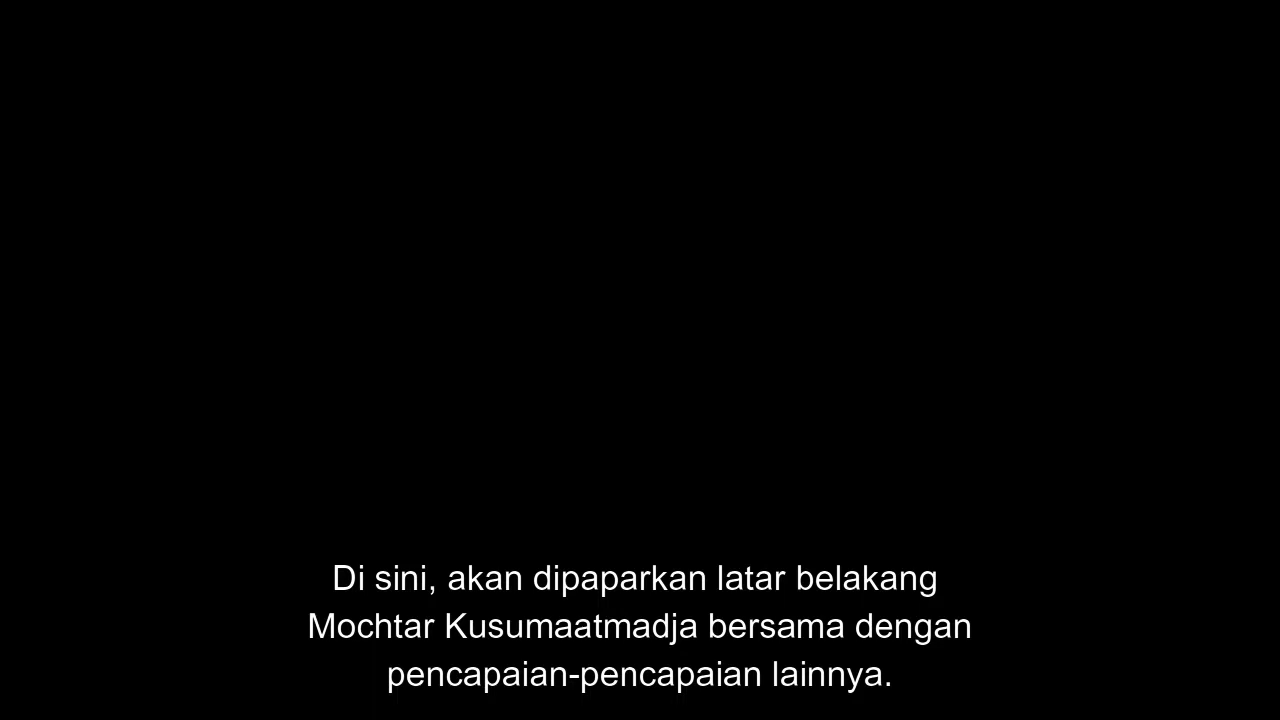 Di sini, akan dipaparkan latar belakang
Mochtar Kusumaatmadja bersama dengan
pencapaian-pencapaian lainnya.